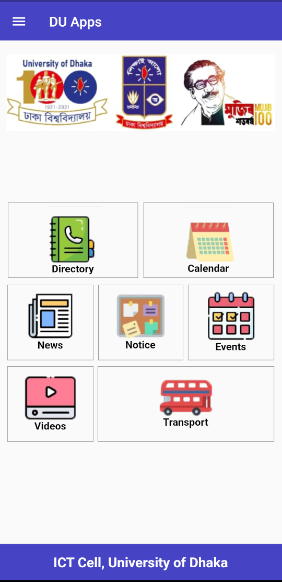 DU Apps
University of Dhaka
100
1921-2021
ঢাকা বিশ্ববিদ্যালয়
শিক্ষাই আলো
ঢাকা বিশ্ববিদ্যালয়
মুজিব MUJIB
শতবর্ষ 100
Directory
Calendar
News
Notice
Events
Videos
Transport
ICT Cell, University of Dhaka